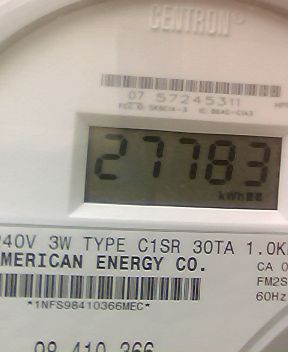 CENTRON®
07 57245311
27783
kWh
240V 3W TYPE C1SR 30TA 1.0K
AMERICAN ENERGY CO.
CA 0
FM2S
60Hz
*1NFS98410366MEC*
98 410 366